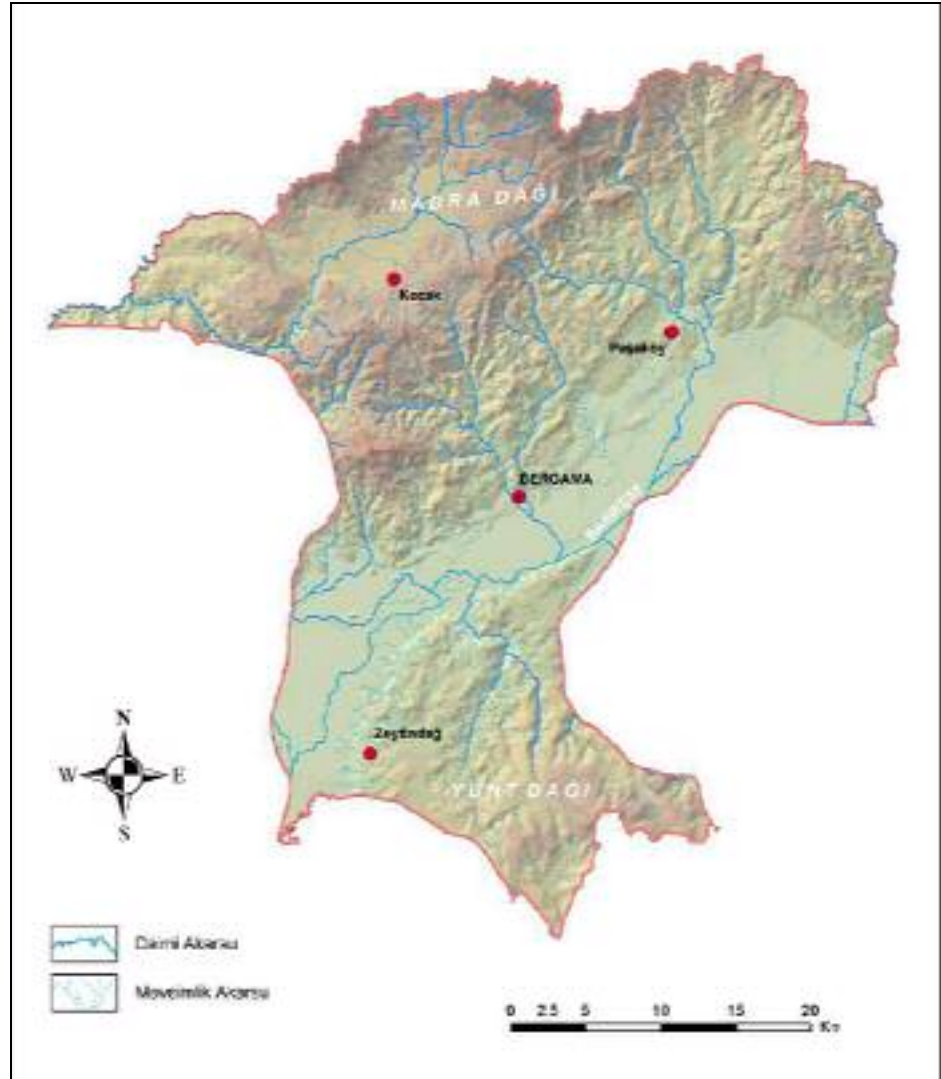 MADRA DAĞI
Kozak
Paşaköy
BERGAMA
Zeytindağ
YUNT DAĞI
N
W
E
S
Daimi Akarsu
Mevsimlik Akarsu
0 2.5 5 10 15 20
Km